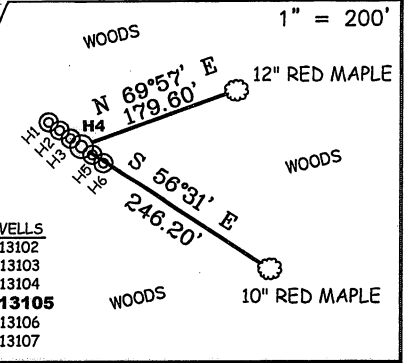 1" = 200'
WOODS
N 69°57' E
179.60'
12" RED MAPLE
H1
H2
H3
H4
H5
H6
S 56°31' E
246.20'
WOODS
10" RED MAPLE
WOODS
13102
13103
13104
13105
13106
13107